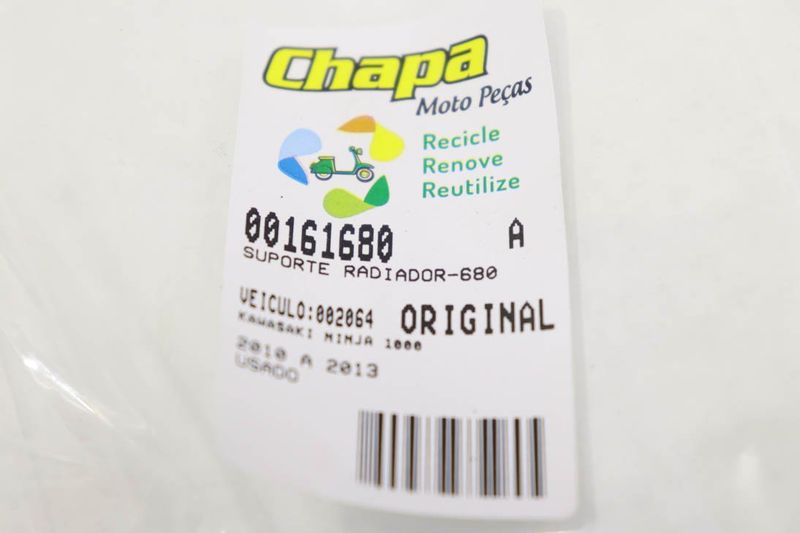 Chapa
Moto Peças
Recicle
Renove
Reutilize
00161680 A
SUPORTE RADIADOR-680
VEICULO:002064 ORIGINAL
KAWASAKI NINJA 1000
2010 A 2013
USADO